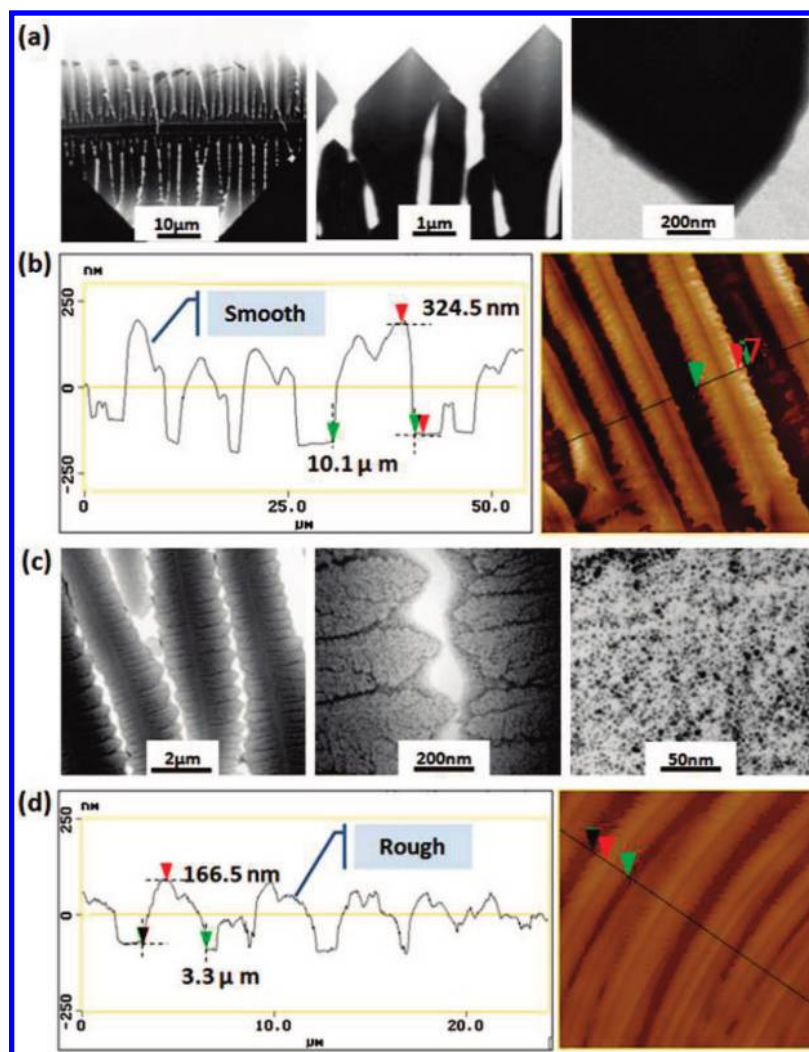 (a)
10μm
1μm
200nm
(b)
nM
250
Smooth
324.5 nm
0
10.1 μ m
-250
0
25.0
50.0
μM
(c)
2μm
200nm
50nm
(d)
nM
250
Rough
166.5 nm
0
3.3 μ m
-250
0
10.0
20.0
μM